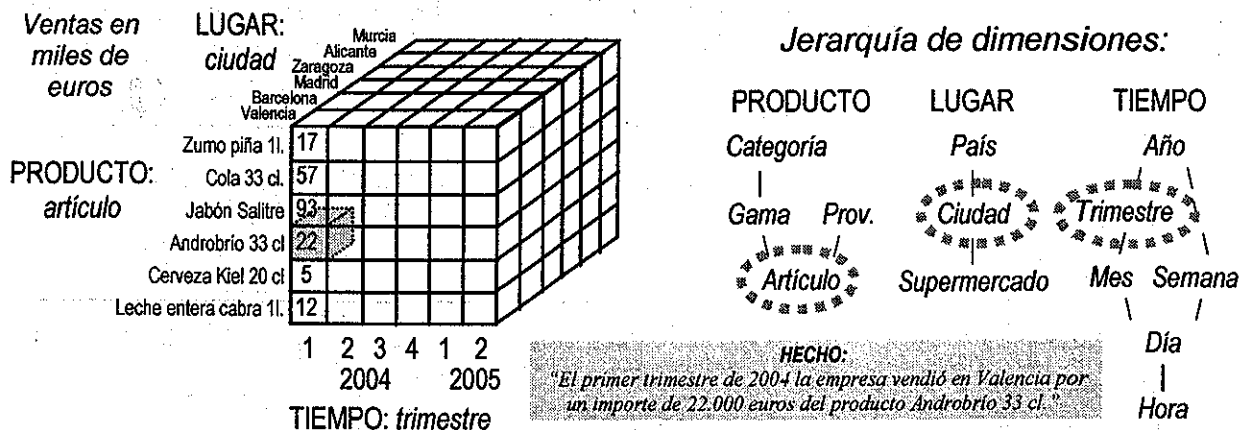 Ventas en
miles de
euros
LUGAR:
ciudad
Murcia
Alicante
Zaragoza
Madrid
Barcelona
Valencia
PRODUCTO:
artículo
Zumo piña 1l. 17
Cola 33 cl. 57
Jabón Salitre 93
Androbrío 33 cl 22
Cerveza Kiel 20 cl 5
Leche entera cabra 1l. 12
1 2 3 4 1 2
2004 2005
TIEMPO: trimestre
Jerarquía de dimensiones:
PRODUCTO LUGAR TIEMPO
Categoría País Año
Gama Prov. Ciudad Trimestre
Artículo Supermercado Mes Semana
Día
Hora
HECHO:
"El primer trimestre de 2004 la empresa vendió en Valencia por
un importe de 22.000 euros del producto Androbrío 33 cl."